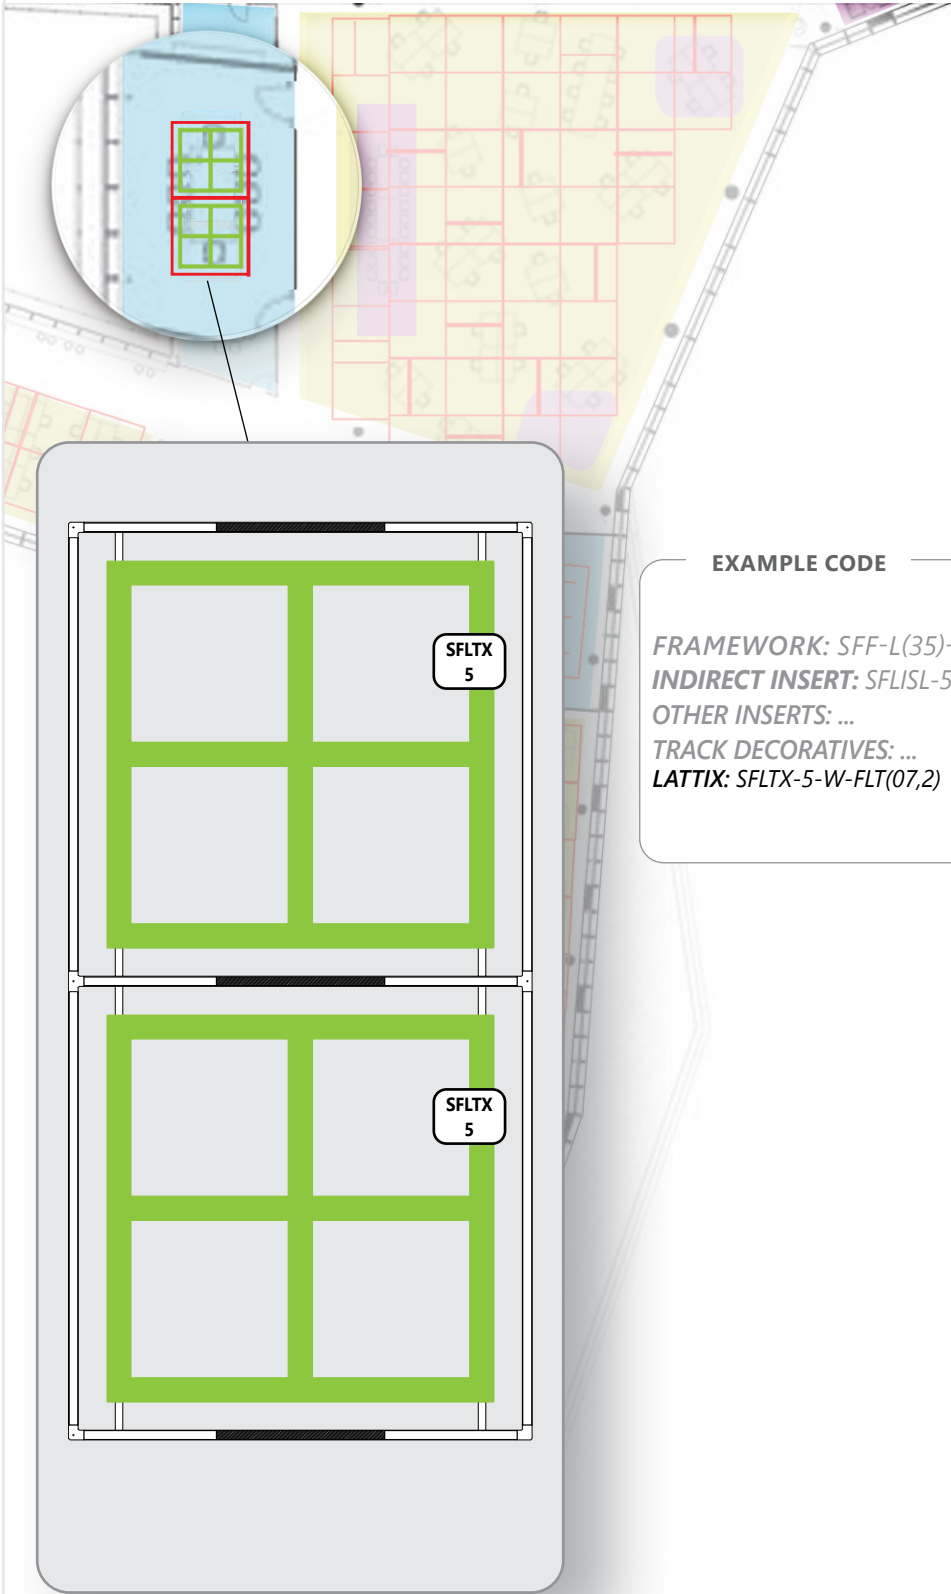 SFLTX
5
EXAMPLE CODE
FRAMEWORK: SFF-L(35)-
INDIRECT INSERT: SFLISL-5
OTHER INSERTS: ...
TRACK DECORATIVES: ...
LATTIX: SFLTX-5-W-FLT(07,2)
SFLTX
5